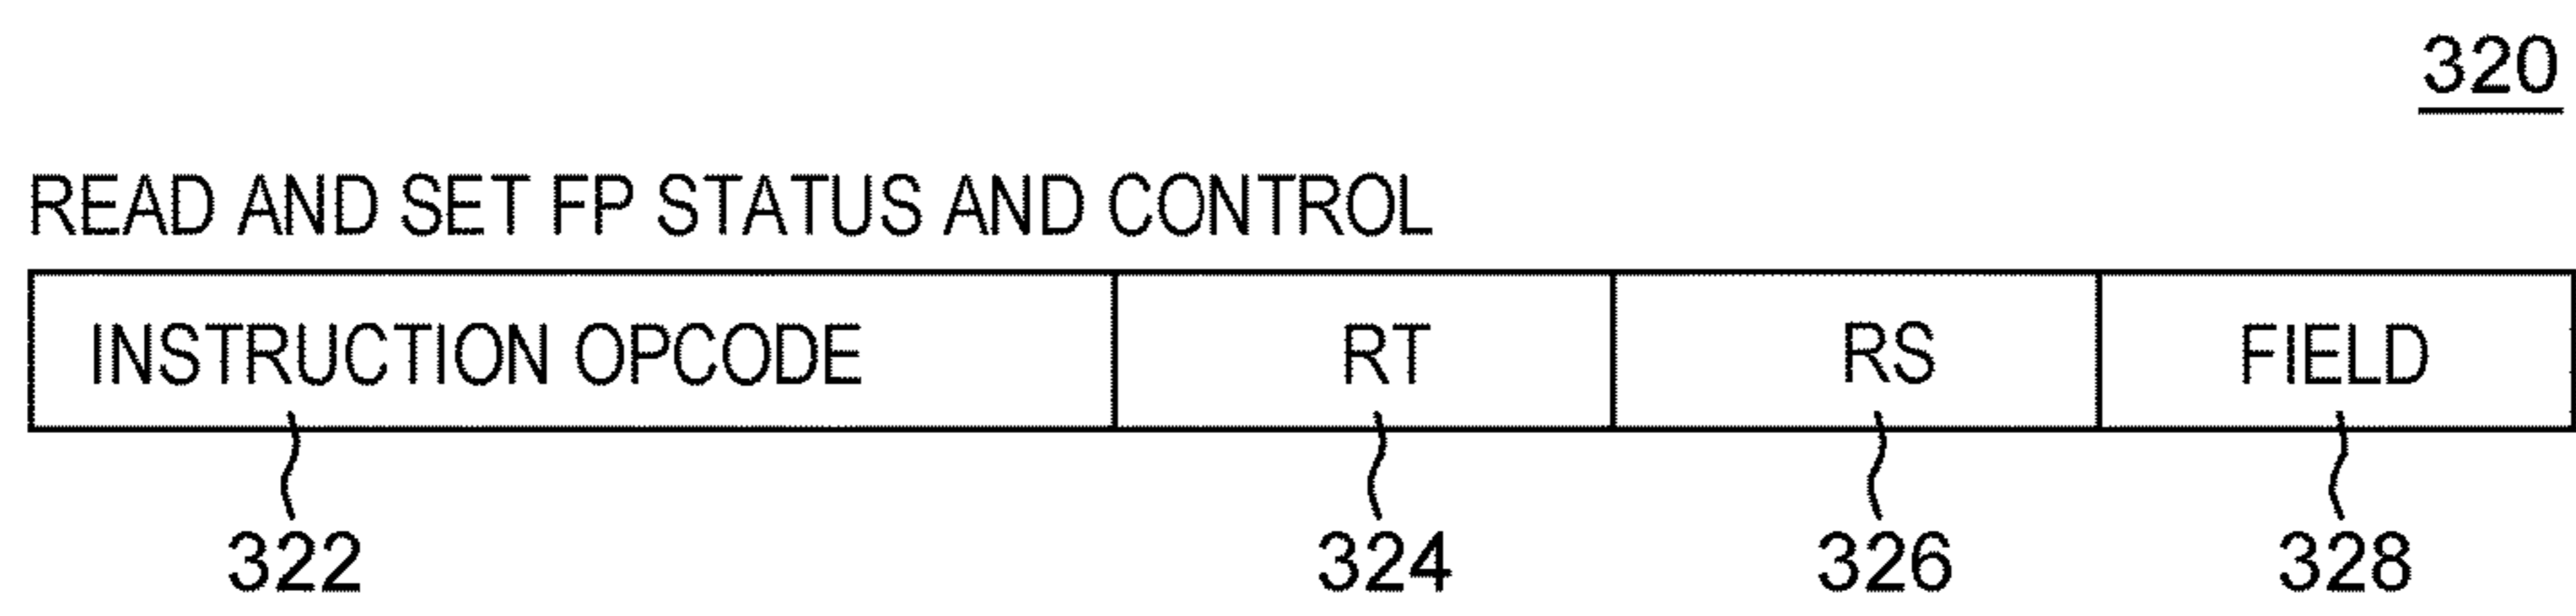 320
READ AND SET FP STATUS AND CONTROL
INSTRUCTION OPCODE RT RS FIELD
322 324 326 328